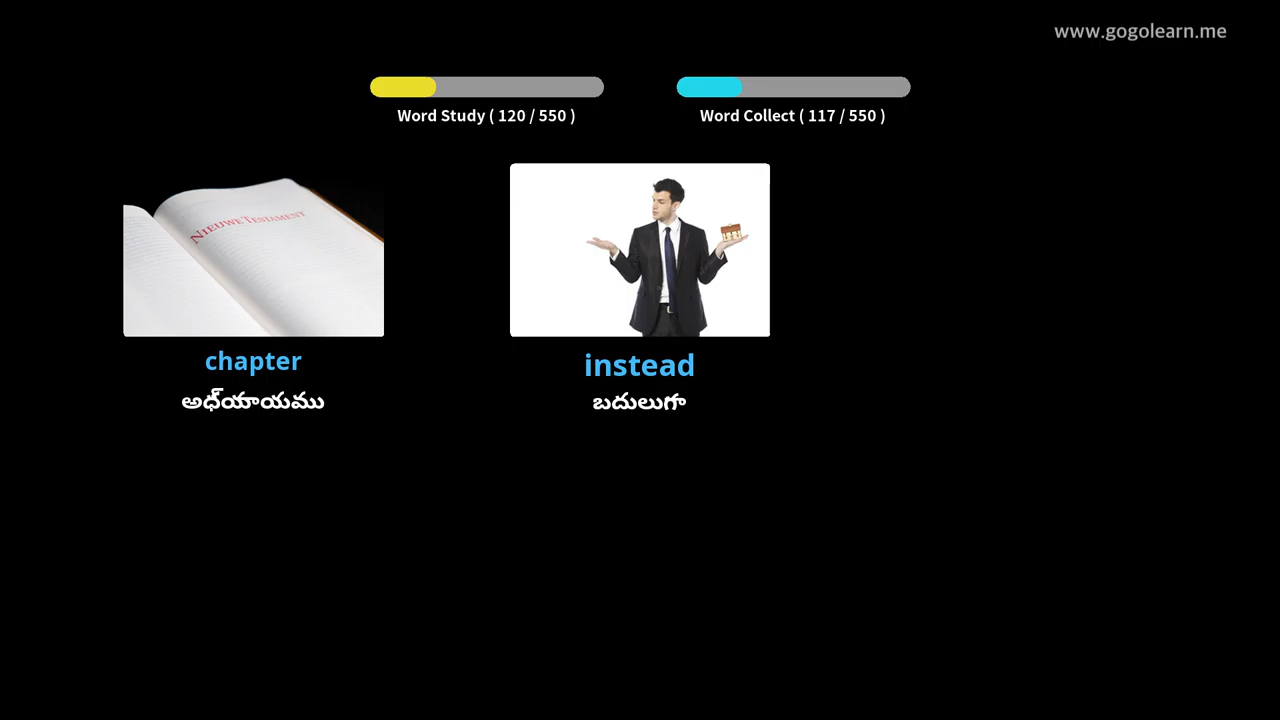 www.gogolearn.me
Word Study ( 120 / 550 )
Word Collect ( 117 / 550 )
NIEUWE TESTAMENT
chapter
అధ్యాయము
instead
బదులుగా